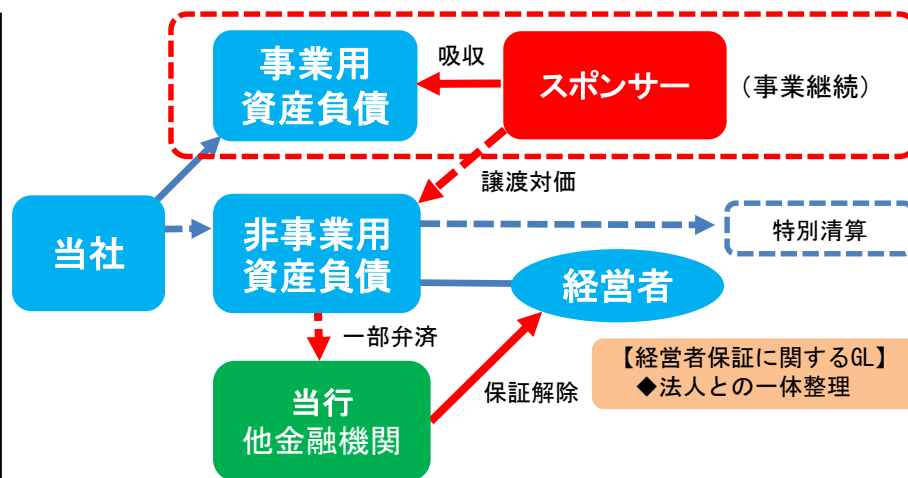 事業用
資産負債
吸収
スポンサー
(事業継続)
譲渡対価
当社
非事業用
資産負債
特別清算
経営者
一部弁済
【経営者保証に関するGL】
◆法人との一体整理
保証解除
当行
他金融機関